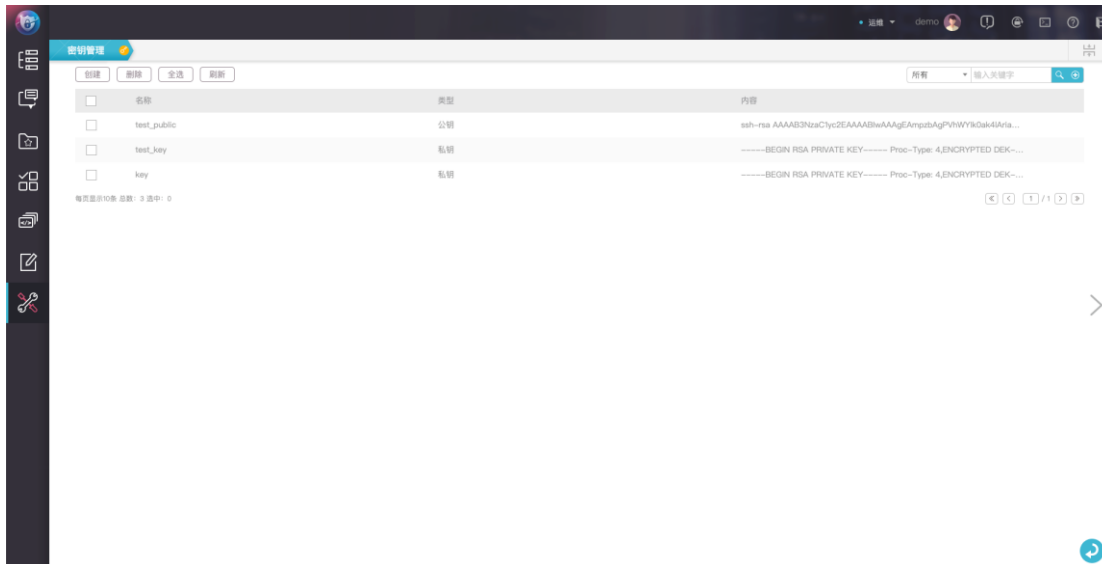 运维 demo
密钥管理
创建 删除 全选 刷新 所有 输入关键字
名称 类型 内容
test_public 公钥 ssh-rsa AAAAB3NzaC1yc2EAAAABIwAAAgEAmpzbAgPVhWYIk0ak4IAria...
test_key 私钥 -----BEGIN RSA PRIVATE KEY----- Proc-Type: 4,ENCRYPTED DEK-...
key 私钥 -----BEGIN RSA PRIVATE KEY----- Proc-Type: 4,ENCRYPTED DEK-...
每页显示10条 总数: 3 选中: 0 1 / 1